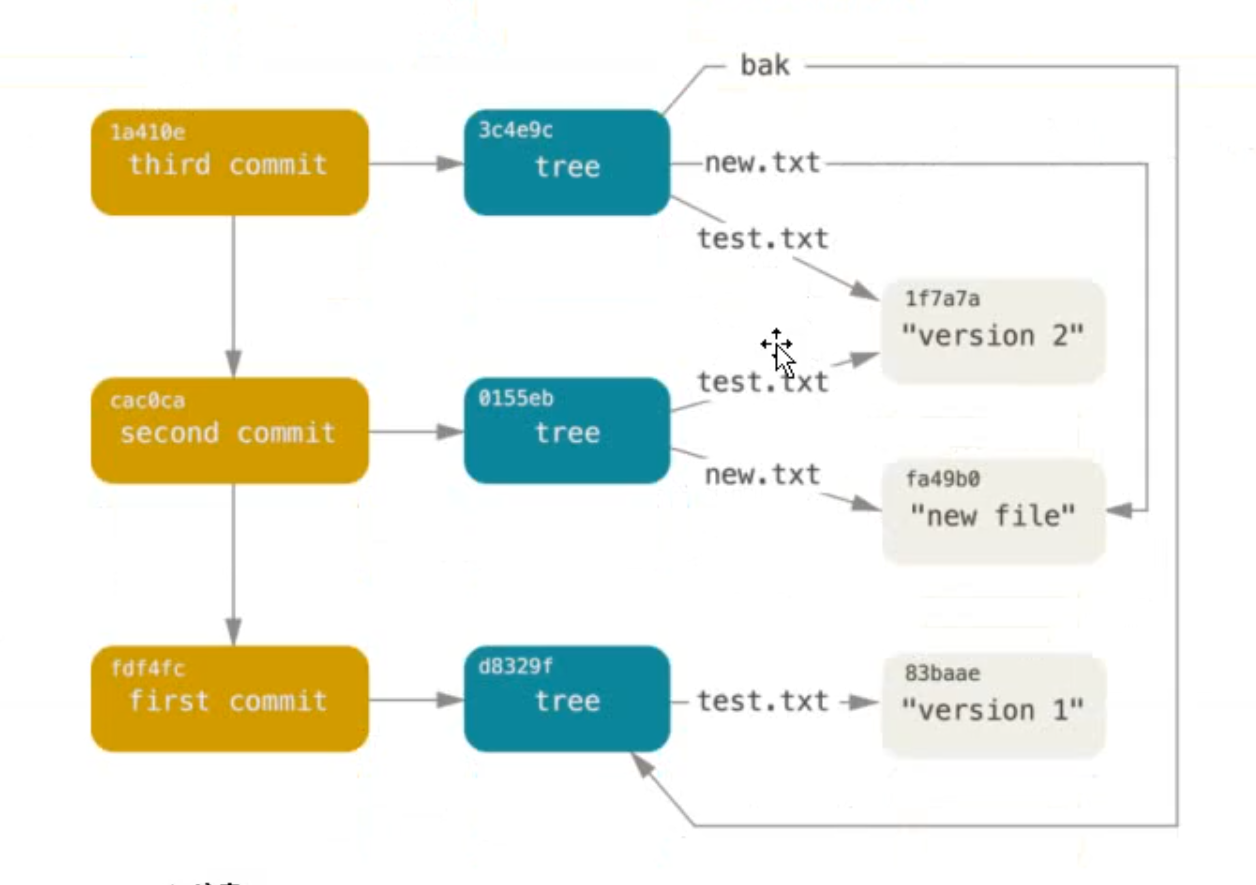 bak
1a410e
third commit
3c4e9c
tree
new.txt
test.txt
1f7a7a
"version 2"
cac0ca
second commit
0155eb
tree
test.txt
new.txt
fa49b0
"new file"
fdf4fc
first commit
d8329f
tree
test.txt
83baae
"version 1"